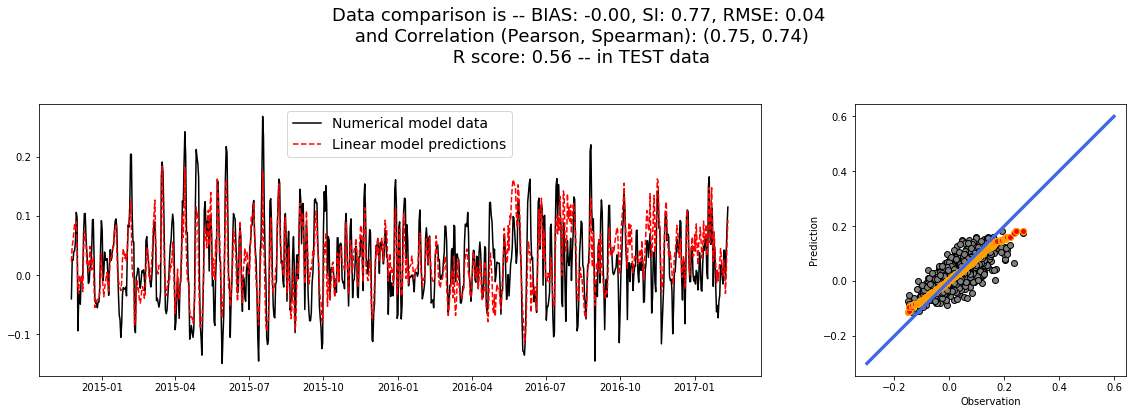 Data comparison is -- BIAS: -0.00, SI: 0.77, RMSE: 0.04
and Correlation (Pearson, Spearman): (0.75, 0.74)
R score: 0.56 -- in TEST data
Numerical model data
Linear model predictions
0.2
0.1
0.0
−0.1
2015-01 2015-04 2015-07 2015-10 2016-01 2016-04 2016-07 2016-10 2017-01
Prediction
0.6
0.4
0.2
0.0
−0.2
−0.2 0.0 0.2 0.4 0.6
Observation